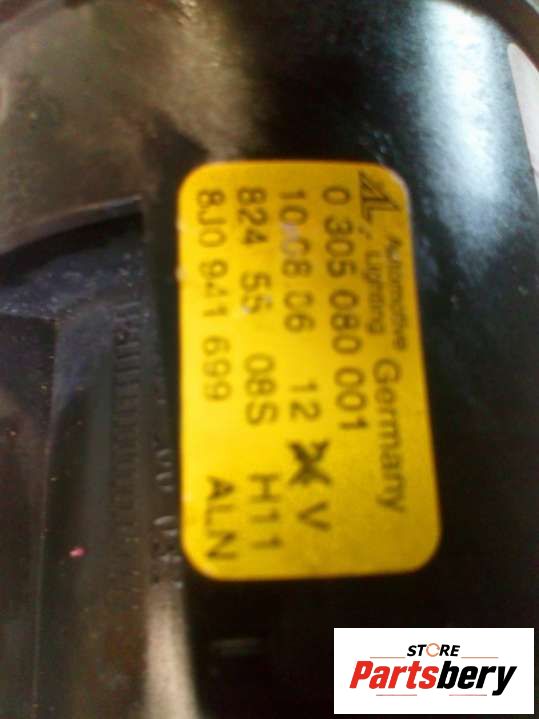 AL Automotive Lighting Germany
0 305 080 001
10.08.06 12 V
824 55 08S H11
8J0 941 699 ALN
STORE
Partsbery